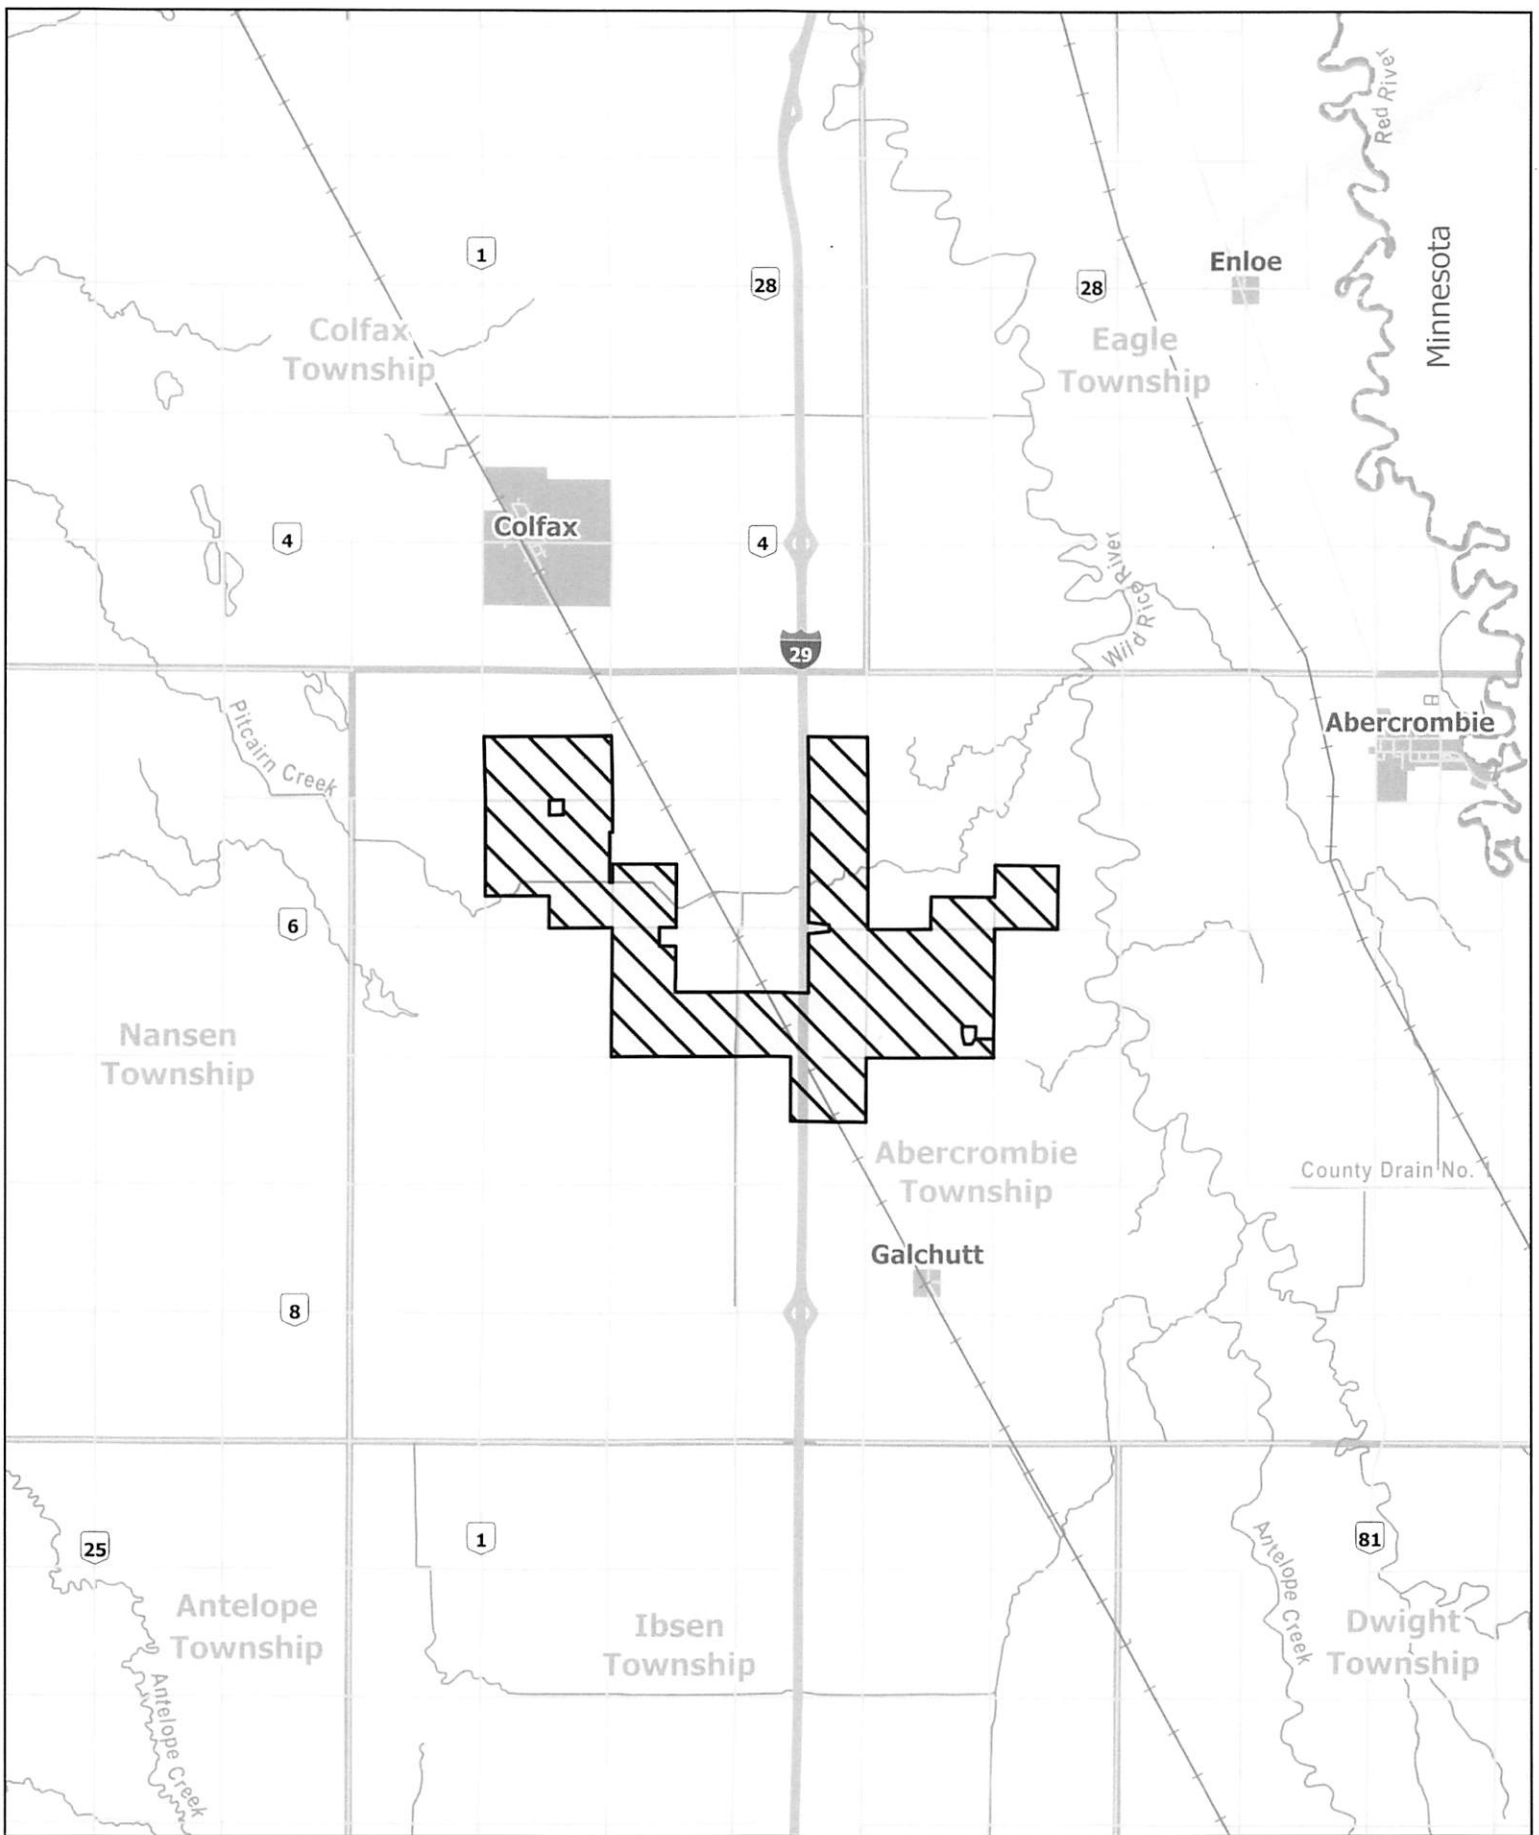 Red River
Minnesota
1
Enloe
28
28
Colfax
Township
Eagle
Township
Colfax
4
4
Wild Rice River
29
Abercrombie
Pitcairn Creek
6
Nansen
Township
Abercrombie
Township
County Drain No. 1
Galchutt
8
25
1
81
Antelope Creek
Antelope
Township
Ibsen
Township
Dwight
Township
Antelope Creek